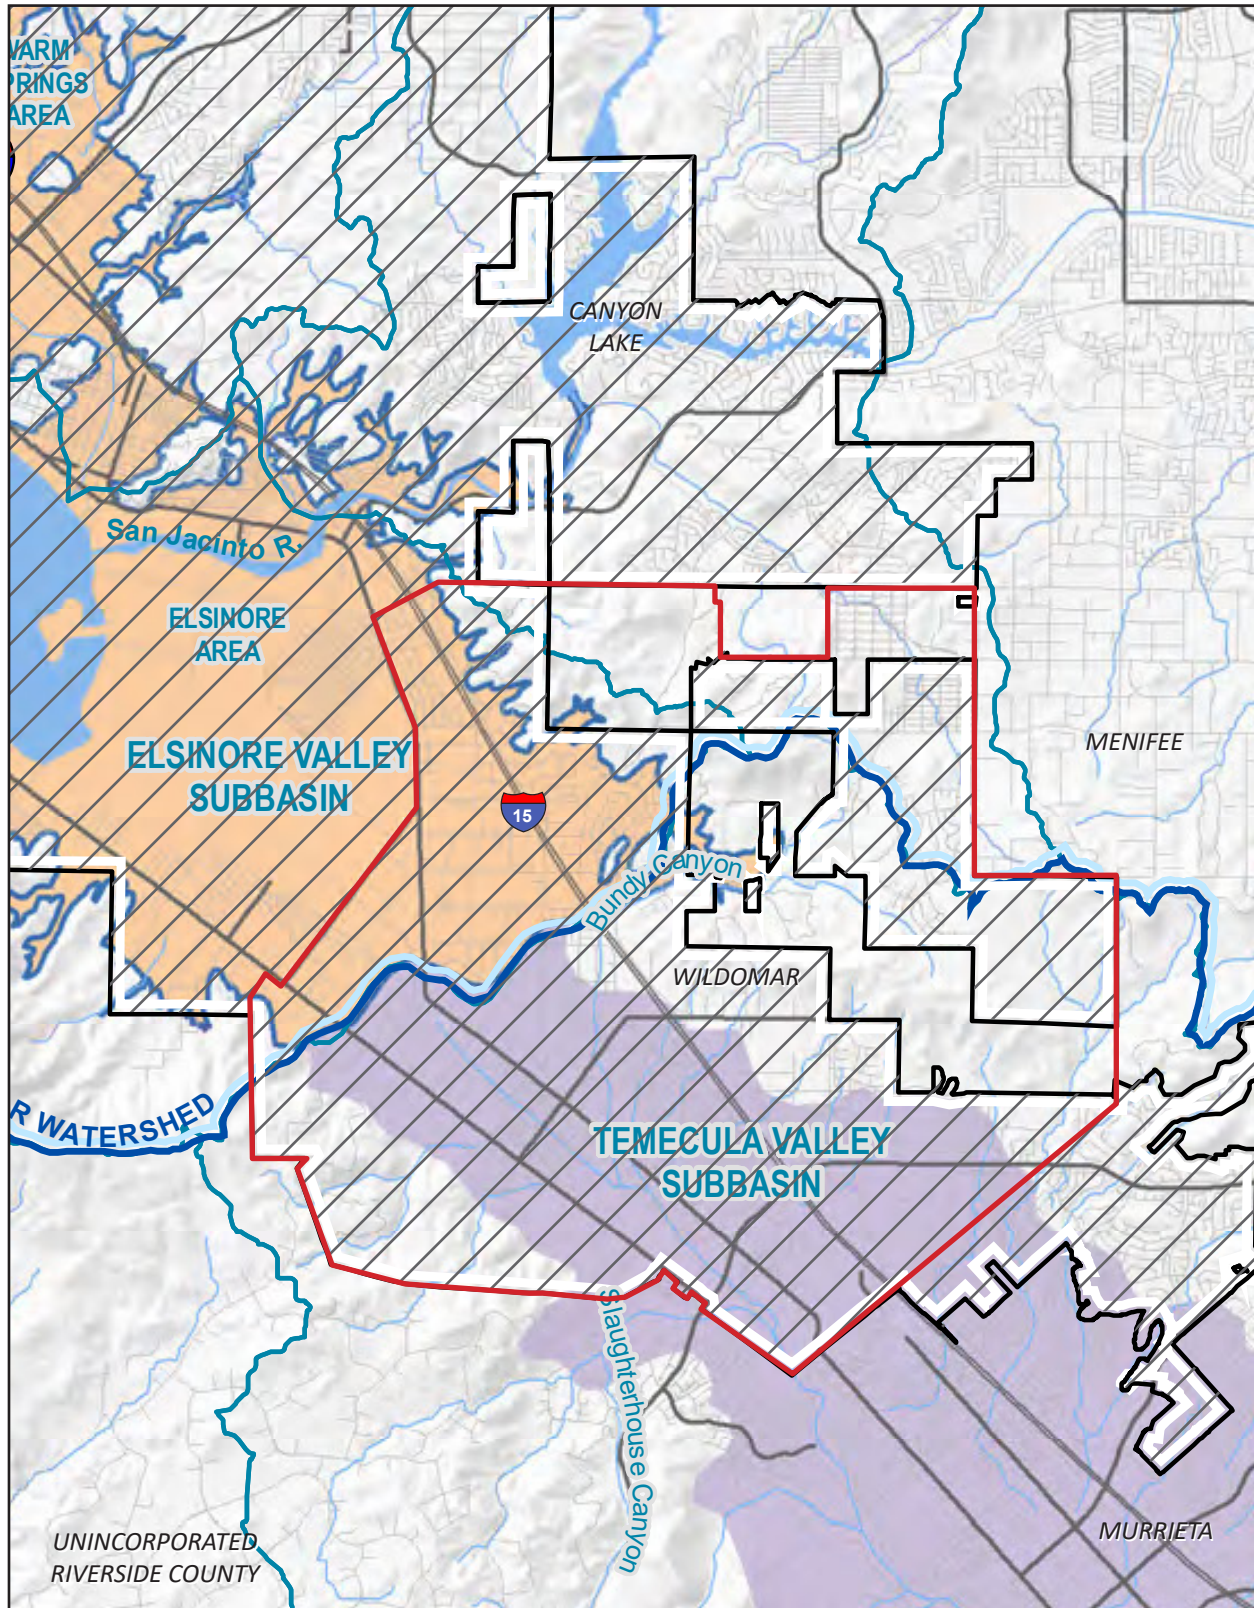 WARM
PRINGS
AREA
CANYON
LAKE
San Jacinto R.
ELSINORE
AREA
MENIFEE
ELSINORE VALLEY
SUBBASIN
15
Bundy Canyon
WILDOMAR
R WATERSHED
TEMECULA VALLEY
SUBBASIN
Slaughterhouse Canyon
MURRIETA
UNINCORPORATED
RIVERSIDE COUNTY